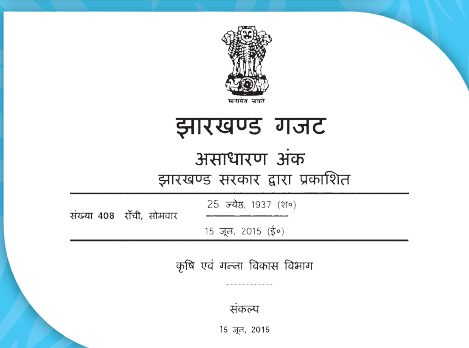 सत्यमेव जयते
झारखण्ड गजट
असाधारण अंक
झारखण्ड सरकार द्वारा प्रकाशित
संख्या 408 राँची, सोमवार
25 ज्येष्ठ, 1937 (श०)
15 जून, 2015 (ई०)
कृषि एवं गन्ना विकास विभाग
------------
संकल्प
15 जून, 2015